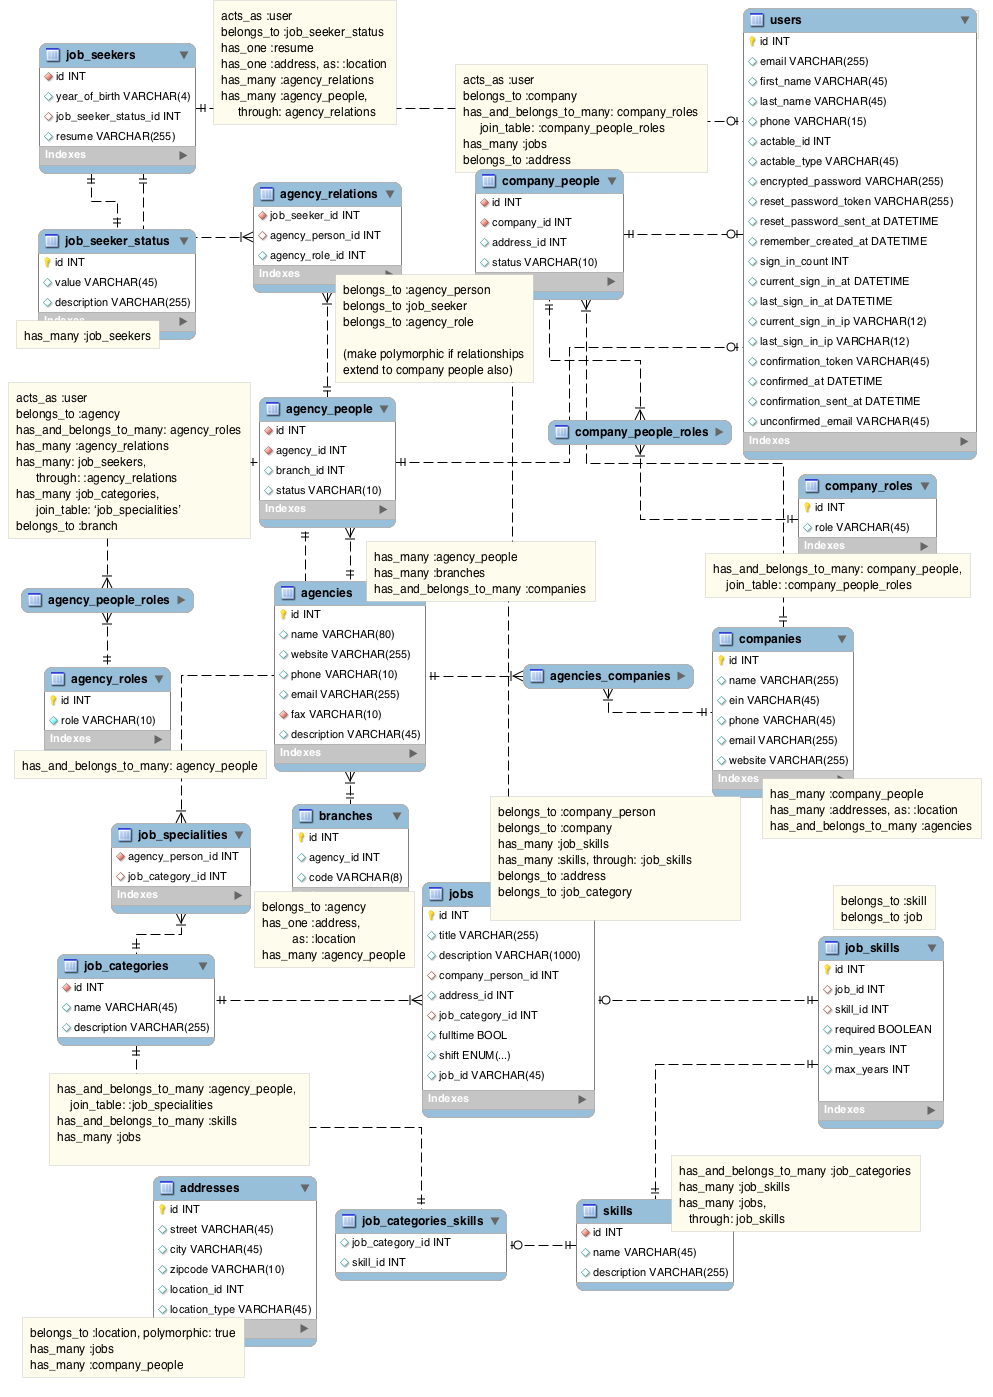 acts_as :user
belongs_to :job_seeker_status
has_one :resume
has_one :address, as: :location
has_many :agency_relations
has_many :agency_people,
through: :agency_relations
job_seekers
id INT
year_of_birth VARCHAR(4)
job_seeker_status_id INT
resume VARCHAR(255)
Indexes
acts_as :user
belongs_to :company
has_and_belongs_to_many: company_roles
join_table: :company_people_roles
has_many :jobs
belongs_to :address
users
id INT
email VARCHAR(255)
first_name VARCHAR(45)
last_name VARCHAR(45)
phone VARCHAR(15)
actable_id INT
actable_type VARCHAR(45)
encrypted_password VARCHAR(255)
reset_password_token VARCHAR(255)
reset_password_sent_at DATETIME
remember_created_at DATETIME
sign_in_count INT
current_sign_in_at DATETIME
last_sign_in_at DATETIME
current_sign_in_ip VARCHAR(12)
last_sign_in_ip VARCHAR(12)
confirmation_token VARCHAR(45)
confirmed_at DATETIME
confirmation_sent_at DATETIME
unconfirmed_email VARCHAR(45)
Indexes
agency_relations
job_seeker_id INT
agency_person_id INT
agency_role_id INT
Indexes
company_people
id INT
company_id INT
address_id INT
status VARCHAR(10)
job_seeker_status
id INT
value VARCHAR(45)
description VARCHAR(255)
Indexes
has_many :job_seekers
belongs_to :agency_person
belongs_to :job_seeker
belongs_to :agency_role
(make polymorphic if relationships
extend to company people also)
acts_as :user
belongs_to :agency
has_and_belongs_to_many: agency_roles
has_many :agency_relations
has_many: job_seekers,
through: :agency_relations
has_many :job_categories,
join_table: ‘job_specialities’
belongs_to :branch
agency_people
id INT
agency_id INT
branch_id INT
status VARCHAR(10)
Indexes
company_people_roles
company_roles
id INT
role VARCHAR(45)
Indexes
has_and_belongs_to_many: company_people,
join_table: :company_people_roles
has_many :agency_people
has_many :branches
has_and_belongs_to_many :companies
agency_people_roles
agencies
id INT
name VARCHAR(80)
website VARCHAR(255)
phone VARCHAR(10)
email VARCHAR(255)
fax VARCHAR(10)
description VARCHAR(45)
Indexes
agency_roles
id INT
role VARCHAR(10)
Indexes
has_and_belongs_to_many: agency_people
agencies_companies
companies
id INT
name VARCHAR(255)
ein VARCHAR(45)
phone VARCHAR(45)
email VARCHAR(255)
website VARCHAR(255)
Indexes
has_many :company_people
has_many :addresses, as: :location
has_and_belongs_to_many :agencies
job_specialities
agency_person_id INT
job_category_id INT
Indexes
branches
id INT
agency_id INT
code VARCHAR(8)
belongs_to :agency
has_one :address,
as: :location
has_many :agency_people
belongs_to :company_person
belongs_to :company
has_many :job_skills
has_many :skills, through: :job_skills
belongs_to :address
belongs_to :job_category
jobs
id INT
title VARCHAR(255)
description VARCHAR(1000)
company_person_id INT
address_id INT
job_category_id INT
fulltime BOOL
shift ENUM(...)
job_id VARCHAR(45)
Indexes
belongs_to :skill
belongs_to :job
job_skills
id INT
job_id INT
skill_id INT
required BOOLEAN
min_years INT
max_years INT
Indexes
job_categories
id INT
name VARCHAR(45)
description VARCHAR(255)
has_and_belongs_to_many :agency_people,
join_table: :job_specialities
has_and_belongs_to_many :skills
has_many :jobs
addresses
id INT
street VARCHAR(45)
city VARCHAR(45)
zipcode VARCHAR(10)
location_id INT
location_type VARCHAR(45)
belongs_to :location, polymorphic: true
has_many :jobs
has_many :company_people
job_categories_skills
job_category_id INT
skill_id INT
skills
id INT
name VARCHAR(45)
description VARCHAR(255)
has_and_belongs_to_many :job_categories
has_many :job_skills
has_many :jobs,
through: :job_skills